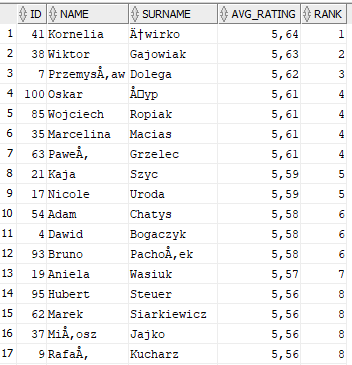 ID NAME SURNAME AVG_RATING RANK
1 41 Kornelia Ä†wirko 5,64 1
2 38 Wiktor Gajowiak 5,63 2
3 7 PrzemysÅ‚aw Dolega 5,62 3
4 100 Oskar Å□yp 5,61 4
5 85 Wojciech Ropiak 5,61 4
6 35 Marcelina Macias 5,61 4
7 63 PaweÅ‚ Grzelec 5,61 4
8 21 Kaja Szyc 5,59 5
9 17 Nicole Uroda 5,59 5
10 54 Adam Chatys 5,58 6
11 4 Dawid Bogaczyk 5,58 6
12 93 Bruno PachoÅ‚ek 5,58 6
13 19 Aniela Wasiuk 5,57 7
14 95 Hubert Steuer 5,56 8
15 62 Marek Siarkiewicz 5,56 8
16 37 MiÅ‚osz Jajko 5,56 8
17 9 RafaÅ‚ Kucharz 5,56 8